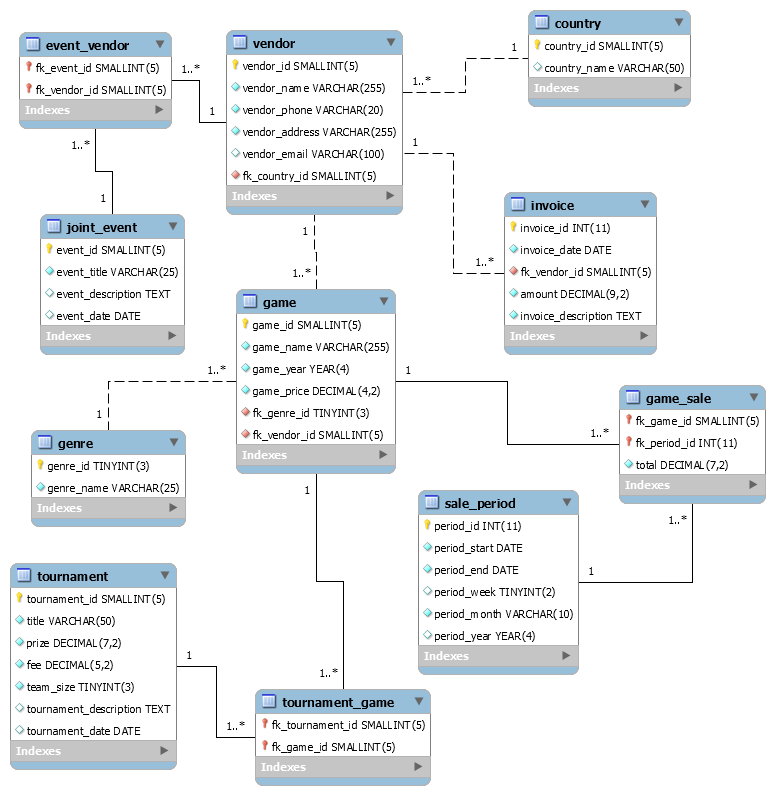 event_vendor
fk_event_id SMALLINT(5)
fk_vendor_id SMALLINT(5)
Indexes
1..*
1
vendor
vendor_id SMALLINT(5)
vendor_name VARCHAR(255)
vendor_phone VARCHAR(20)
vendor_address VARCHAR(255)
vendor_email VARCHAR(100)
fk_country_id SMALLINT(5)
Indexes
1
1..*
country
country_id SMALLINT(5)
country_name VARCHAR(50)
Indexes
1..*
1
joint_event
event_id SMALLINT(5)
event_title VARCHAR(25)
event_description TEXT
event_date DATE
Indexes
1
1..*
invoice
invoice_id INT(11)
invoice_date DATE
fk_vendor_id SMALLINT(5)
amount DECIMAL(9,2)
invoice_description TEXT
Indexes
1
1..*
game
game_id SMALLINT(5)
game_name VARCHAR(255)
game_year YEAR(4)
game_price DECIMAL(4,2)
fk_genre_id TINYINT(3)
fk_vendor_id SMALLINT(5)
Indexes
1..*
1
genre
genre_id TINYINT(3)
genre_name VARCHAR(25)
Indexes
1
1..*
game_sale
fk_game_id SMALLINT(5)
fk_period_id INT(11)
total DECIMAL(7,2)
Indexes
1..*
1
sale_period
period_id INT(11)
period_start DATE
period_end DATE
period_week TINYINT(2)
period_month VARCHAR(10)
period_year YEAR(4)
Indexes
1
1..*
tournament
tournament_id SMALLINT(5)
title VARCHAR(50)
prize DECIMAL(7,2)
fee DECIMAL(5,2)
team_size TINYINT(3)
tournament_description TEXT
tournament_date DATE
Indexes
1
1..*
tournament_game
fk_tournament_id SMALLINT(5)
fk_game_id SMALLINT(5)
Indexes